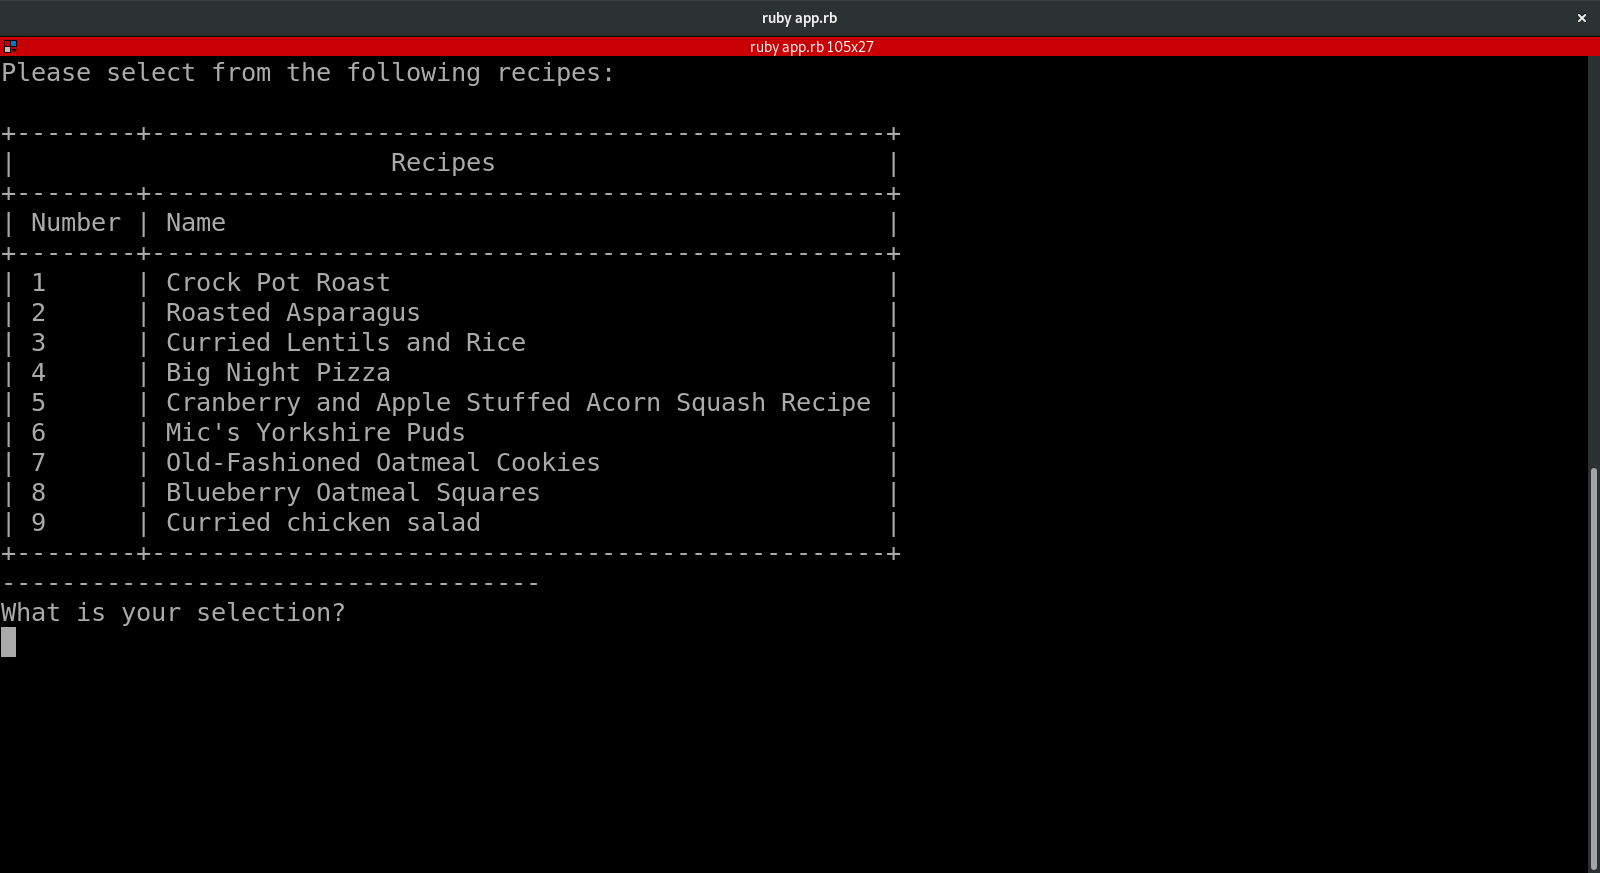 ruby app.rb
ruby app.rb 105x27
Please select from the following recipes:
+--------+-------------------------------------------------+
|                         Recipes                          |
+--------+-------------------------------------------------+
| Number | Name                                            |
+--------+-------------------------------------------------+
| 1      | Crock Pot Roast                                 |
| 2      | Roasted Asparagus                               |
| 3      | Curried Lentils and Rice                        |
| 4      | Big Night Pizza                                 |
| 5      | Cranberry and Apple Stuffed Acorn Squash Recipe |
| 6      | Mic's Yorkshire Puds                            |
| 7      | Old-Fashioned Oatmeal Cookies                   |
| 8      | Blueberry Oatmeal Squares                       |
| 9      | Curried chicken salad                           |
+--------+-------------------------------------------------+
------------------------------------
What is your selection?